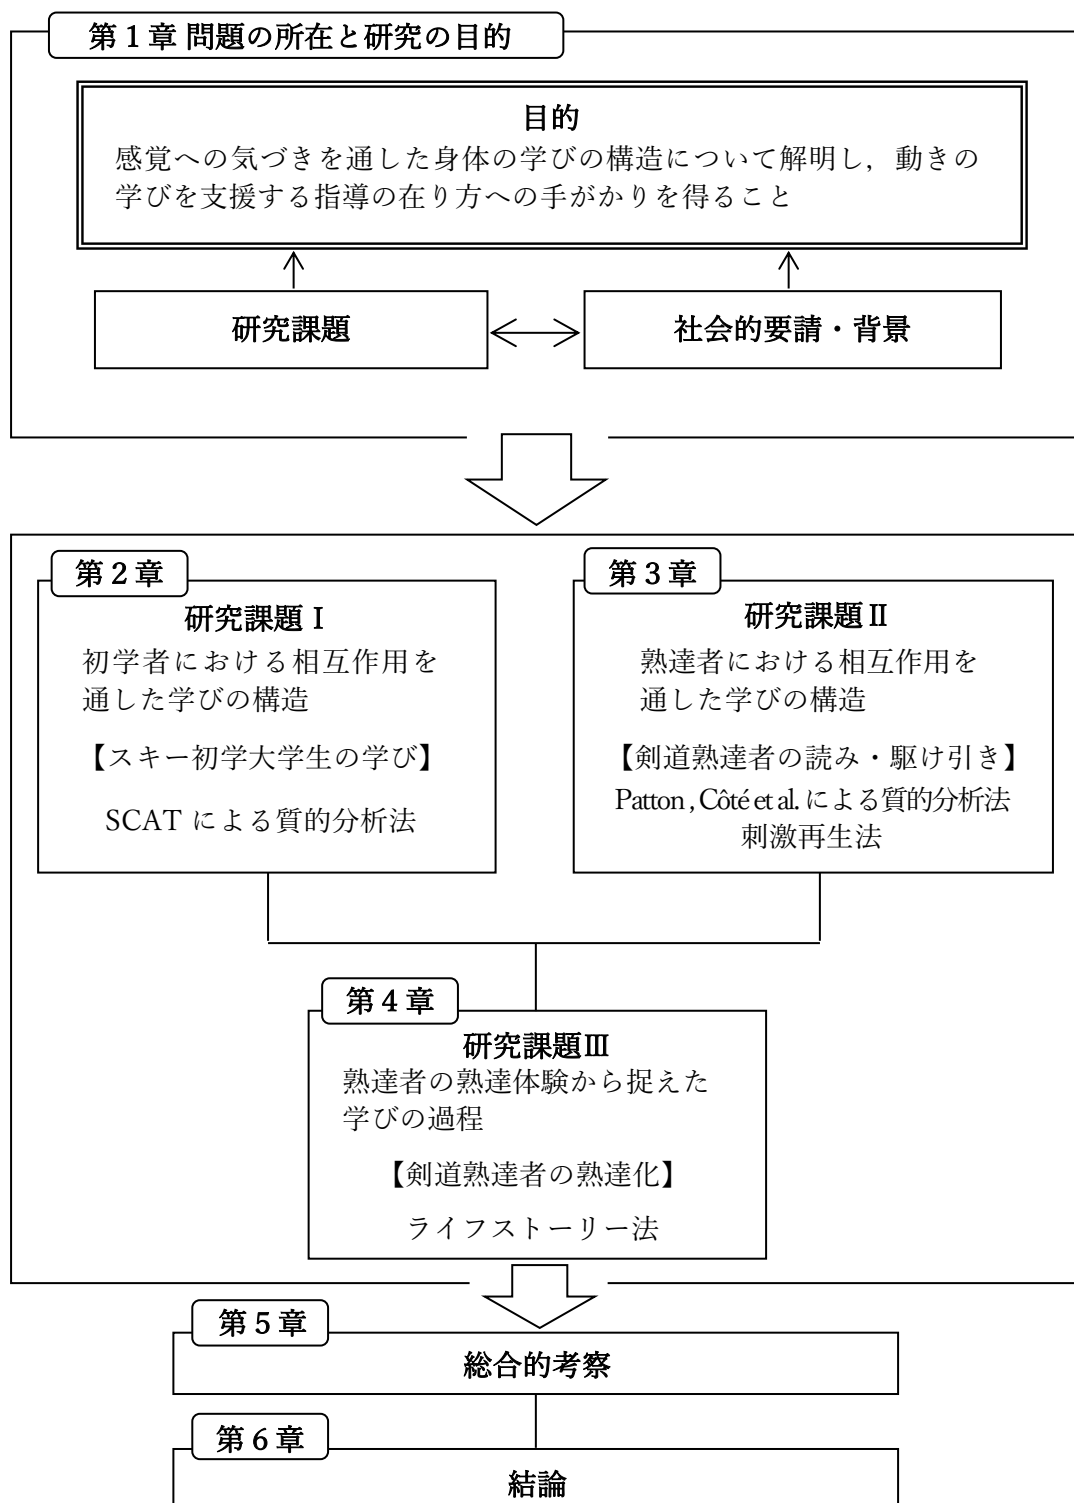 第1章 問題の所在と研究の目的
目的
感覚への気づきを通した身体の学びの構造について解明し，動きの
学びを支援する指導の在り方への手がかりを得ること
研究課題
社会的要請・背景
第2章
研究課題Ⅰ
初学者における相互作用を
通した学びの構造
【スキー初学大学生の学び】
SCAT による質的分析法
第3章
研究課題Ⅱ
熟達者における相互作用を
通した学びの構造
【剣道熟達者の読み・駆け引き】
Patton , Côté et al. による質的分析法
刺激再生法
第4章
研究課題Ⅲ
熟達者の熟達体験から捉えた
学びの過程
【剣道熟達者の熟達化】
ライフストーリー法
第5章
総合的考察
第6章
結論